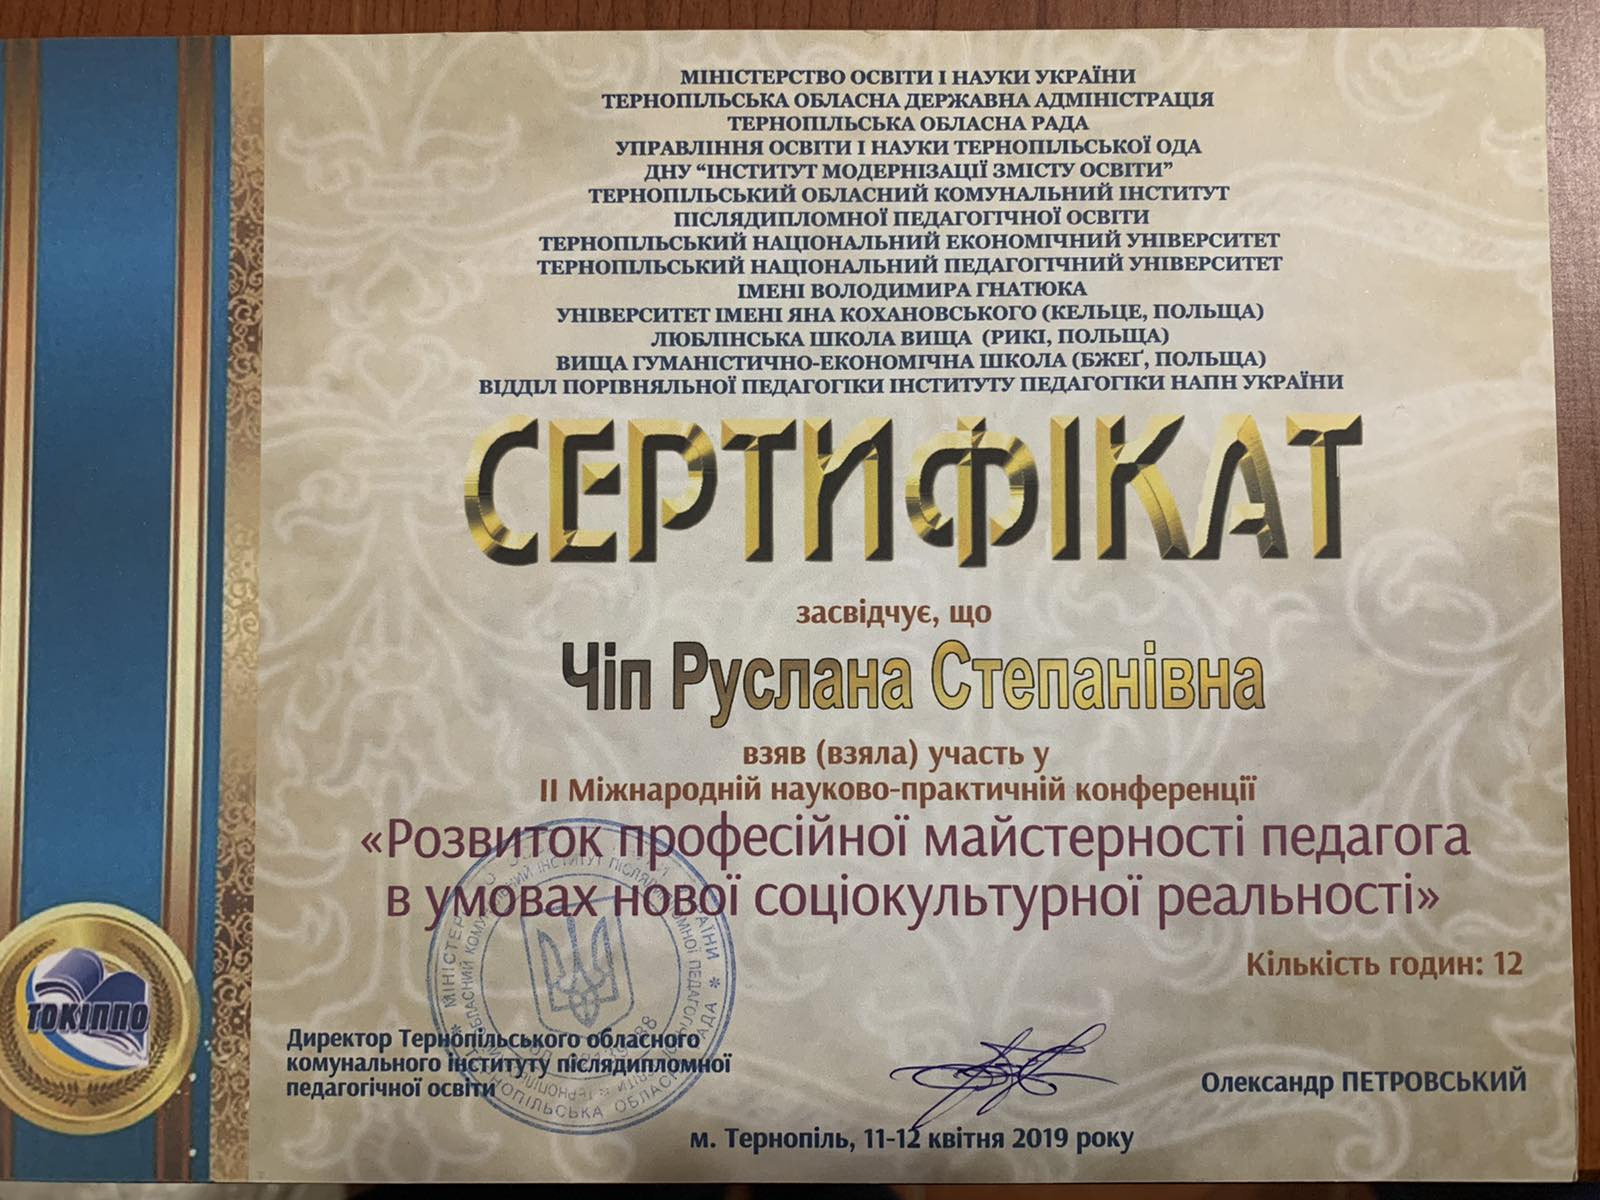 МІНІСТЕРСТВО ОСВІТИ І НАУКИ УКРАЇНИ
ТЕРНОПІЛЬСЬКА ОБЛАСНА ДЕРЖАВНА АДМІНІСТРАЦІЯ
ТЕРНОПІЛЬСЬКА ОБЛАСНА РАДА
УПРАВЛІННЯ ОСВІТИ І НАУКИ ТЕРНОПІЛЬСЬКОЇ ОДА
ДНУ “ІНСТИТУТ МОДЕРНІЗАЦІЇ ЗМІСТУ ОСВІТИ”
ТЕРНОПІЛЬСЬКИЙ ОБЛАСНИЙ КОМУНАЛЬНИЙ ІНСТИТУТ
ПІСЛЯДИПЛОМНОЇ ПЕДАГОГІЧНОЇ ОСВІТИ
ТЕРНОПІЛЬСЬКИЙ НАЦІОНАЛЬНИЙ ЕКОНОМІЧНИЙ УНІВЕРСИТЕТ
ТЕРНОПІЛЬСЬКИЙ НАЦІОНАЛЬНИЙ ПЕДАГОГІЧНИЙ УНІВЕРСИТЕТ
ІМЕНІ ВОЛОДИМИРА ГНАТЮКА
УНІВЕРСИТЕТ ІМЕНІ ЯНА КОХАНОВСЬКОГО (КЕЛЬЦЕ, ПОЛЬЩА)
ЛЮБЛІНСЬКА ШКОЛА ВИЩА (РИКІ, ПОЛЬЩА)
ВИЩА ГУМАНІСТИЧНО-ЕКОНОМІЧНА ШКОЛА (БЖЕҐ, ПОЛЬЩА)
ВІДДІЛ ПОРІВНЯЛЬНОЇ ПЕДАГОГІКИ ІНСТИТУТУ ПЕДАГОГІКИ НАПН УКРАЇНИ
СЕРТИФІКАТ
засвідчує, що
Чіп Руслана Степанівна
взяв (взяла) участь у
ІІ Міжнародній науково-практичній конференції
«Розвиток професійної майстерності педагога
в умовах нової соціокультурної реальності»
Кількість годин: 12
ТОКІППО
Директор Тернопільського обласного
комунального інституту післядипломної
педагогічної освіти
Олександр ПЕТРОВСЬКИЙ
м. Тернопіль, 11-12 квітня 2019 року